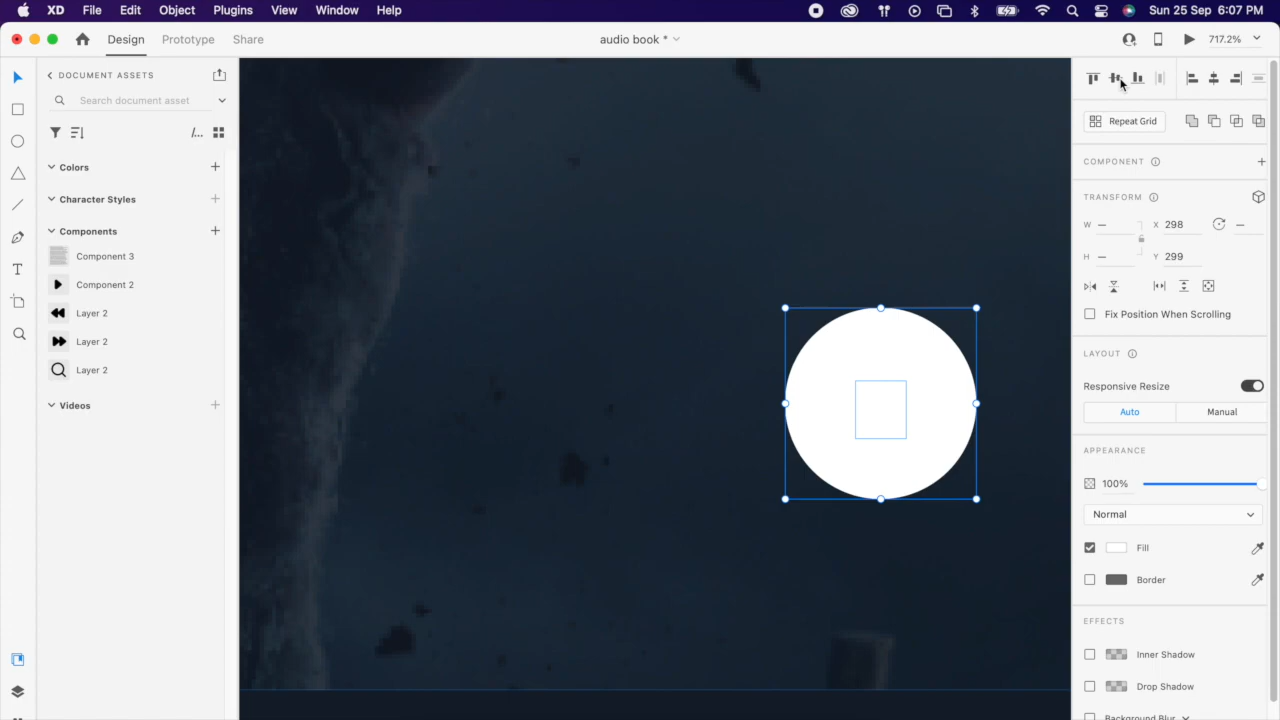 XD File Edit Object Plugins View Window Help
Sun 25 Sep 6:07 PM
Design Prototype Share
audio book *
717.2%
DOCUMENT ASSETS
Search document asset
/...
Colors
Character Styles
Components
Component 3
Component 2
Layer 2
Layer 2
Layer 2
Videos
Repeat Grid
COMPONENT
TRANSFORM
W – X 298 –
H – Y 299
Fix Position When Scrolling
LAYOUT
Responsive Resize
Auto Manual
APPEARANCE
100%
Normal
Fill
Border
EFFECTS
Inner Shadow
Drop Shadow
Background Blur